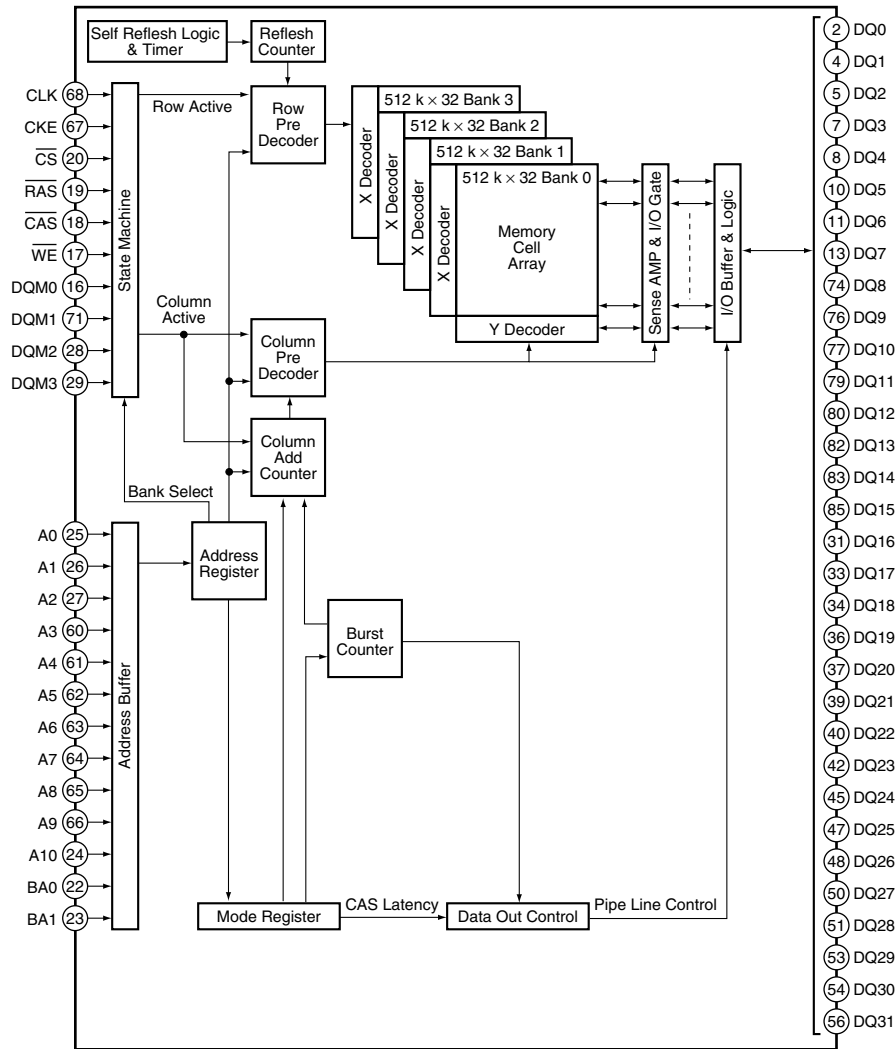 Self Reflesh Logic
& Timer
Reflesh
Counter
CLK 68
CKE 67
CS 20
RAS 19
CAS 18
WE 17
DQM0 16
DQM1 71
DQM2 28
DQM3 29
State Machine
Row Active
Row
Pre
Decoder
X Decoder
512 k × 32 Bank 3
X Decoder
512 k × 32 Bank 2
X Decoder
512 k × 32 Bank 1
X Decoder
512 k × 32 Bank 0
Memory
Cell
Array
Y Decoder
Sense AMP & I/O Gate
I/O Buffer & Logic
Column
Active
Column
Pre
Decoder
Column
Add
Counter
Bank Select
A0 25
A1 26
A2 27
A3 60
A4 61
A5 62
A6 63
A7 64
A8 65
A9 66
A10 24
BA0 22
BA1 23
Address Buffer
Address
Register
Burst
Counter
Mode Register
CAS Latency
Data Out Control
Pipe Line Control
2 DQ0
4 DQ1
5 DQ2
7 DQ3
8 DQ4
10 DQ5
11 DQ6
13 DQ7
74 DQ8
76 DQ9
77 DQ10
79 DQ11
80 DQ12
82 DQ13
83 DQ14
85 DQ15
31 DQ16
33 DQ17
34 DQ18
36 DQ19
37 DQ20
39 DQ21
40 DQ22
42 DQ23
45 DQ24
47 DQ25
48 DQ26
50 DQ27
51 DQ28
53 DQ29
54 DQ30
56 DQ31